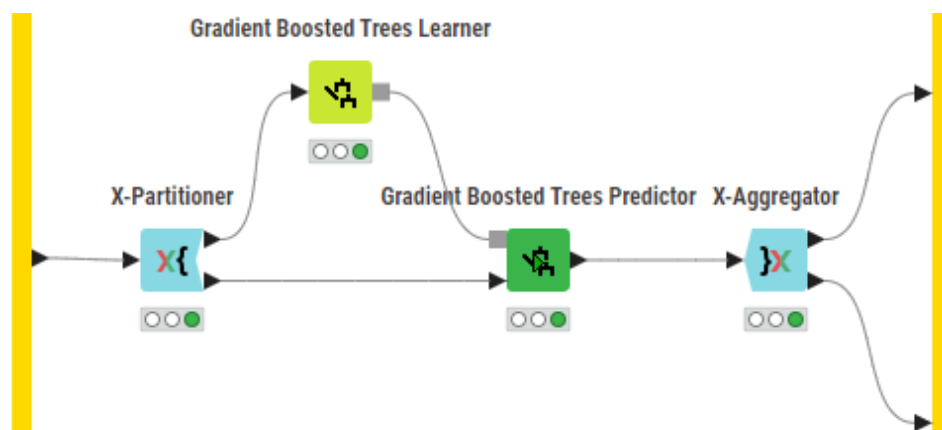 Gradient Boosted Trees Learner
X-Partitioner
Gradient Boosted Trees Predictor
X-Aggregator
X{
}X